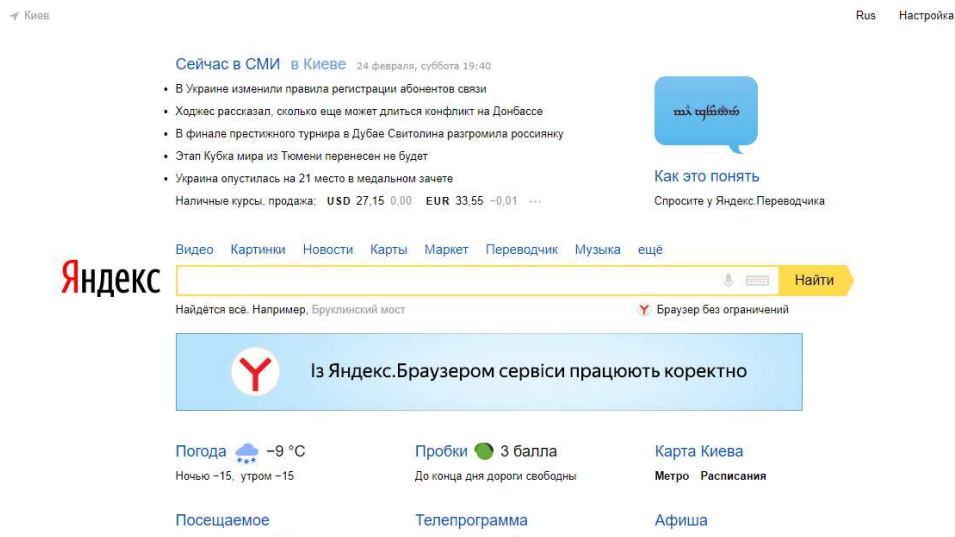 Киев
Rus Настройка
Сейчас в СМИ в Киеве 24 февраля, суббота 19:40
В Украине изменили правила регистрации абонентов связи
Ходжес рассказал, сколько еще может длиться конфликт на Донбассе
В финале престижного турнира в Дубае Свитолина разгромила россиянку
Этап Кубка мира из Тюмени перенесен не будет
Украина опустилась на 21 место в медальном зачете
Наличные курсы, продажа: USD 27,15 0,00 EUR 33,55 −0,01 ···
Как это понять
Спросите у Яндекс.Переводчика
Видео Картинки Новости Карты Маркет Переводчик Музыка ещё
Яндекс
Найти
Найдётся всё. Например, Бруклинский мост
Браузер без ограничений
Із Яндекс.Браузером сервіси працюють коректно
Погода −9 °C
Ночью −15, утром −15
Пробки 3 балла
До конца дня дороги свободны
Карта Киева
Метро Расписания
Посещаемое
Телепрограмма
Афиша